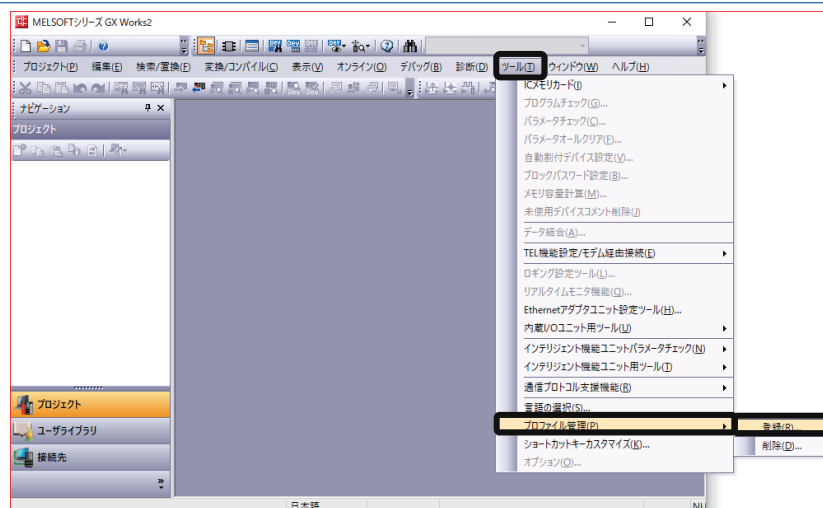 MELSOFTシリーズ GX Works2
プロジェクト(P) 編集(E) 検索/置換(F) 変換/コンパイル(C) 表示(V) オンライン(O) デバッグ(B) 診断(D) ツール(T) ウィンドウ(W) ヘルプ(H)
ナビゲーション
プロジェクト
プロジェクト
ユーザライブラリ
接続先
ICメモリカード(I)
プログラムチェック(G)...
パラメータチェック(C)...
パラメータオールクリア(F)...
自動割付デバイス設定(V)...
ブロックパスワード設定(B)...
メモリ容量計算(M)...
未使用デバイスコメント削除(J)
データ結合(A)...
TEL機能設定/モデム経由接続(E)
ロギング設定ツール(L)...
リアルタイムモニタ機能(Q)...
Ethernetアダプタユニット設定ツール(H)...
内蔵I/Oユニット用ツール(U)
インテリジェント機能ユニットパラメータチェック(N)
インテリジェント機能ユニット用ツール(T)
通信プロトコル支援機能(R)
言語の選択(S)...
プロファイル管理(P)
ショートカットキーカスタマイズ(K)...
オプション(O)...
登録(R)...
削除(D)...
日本語